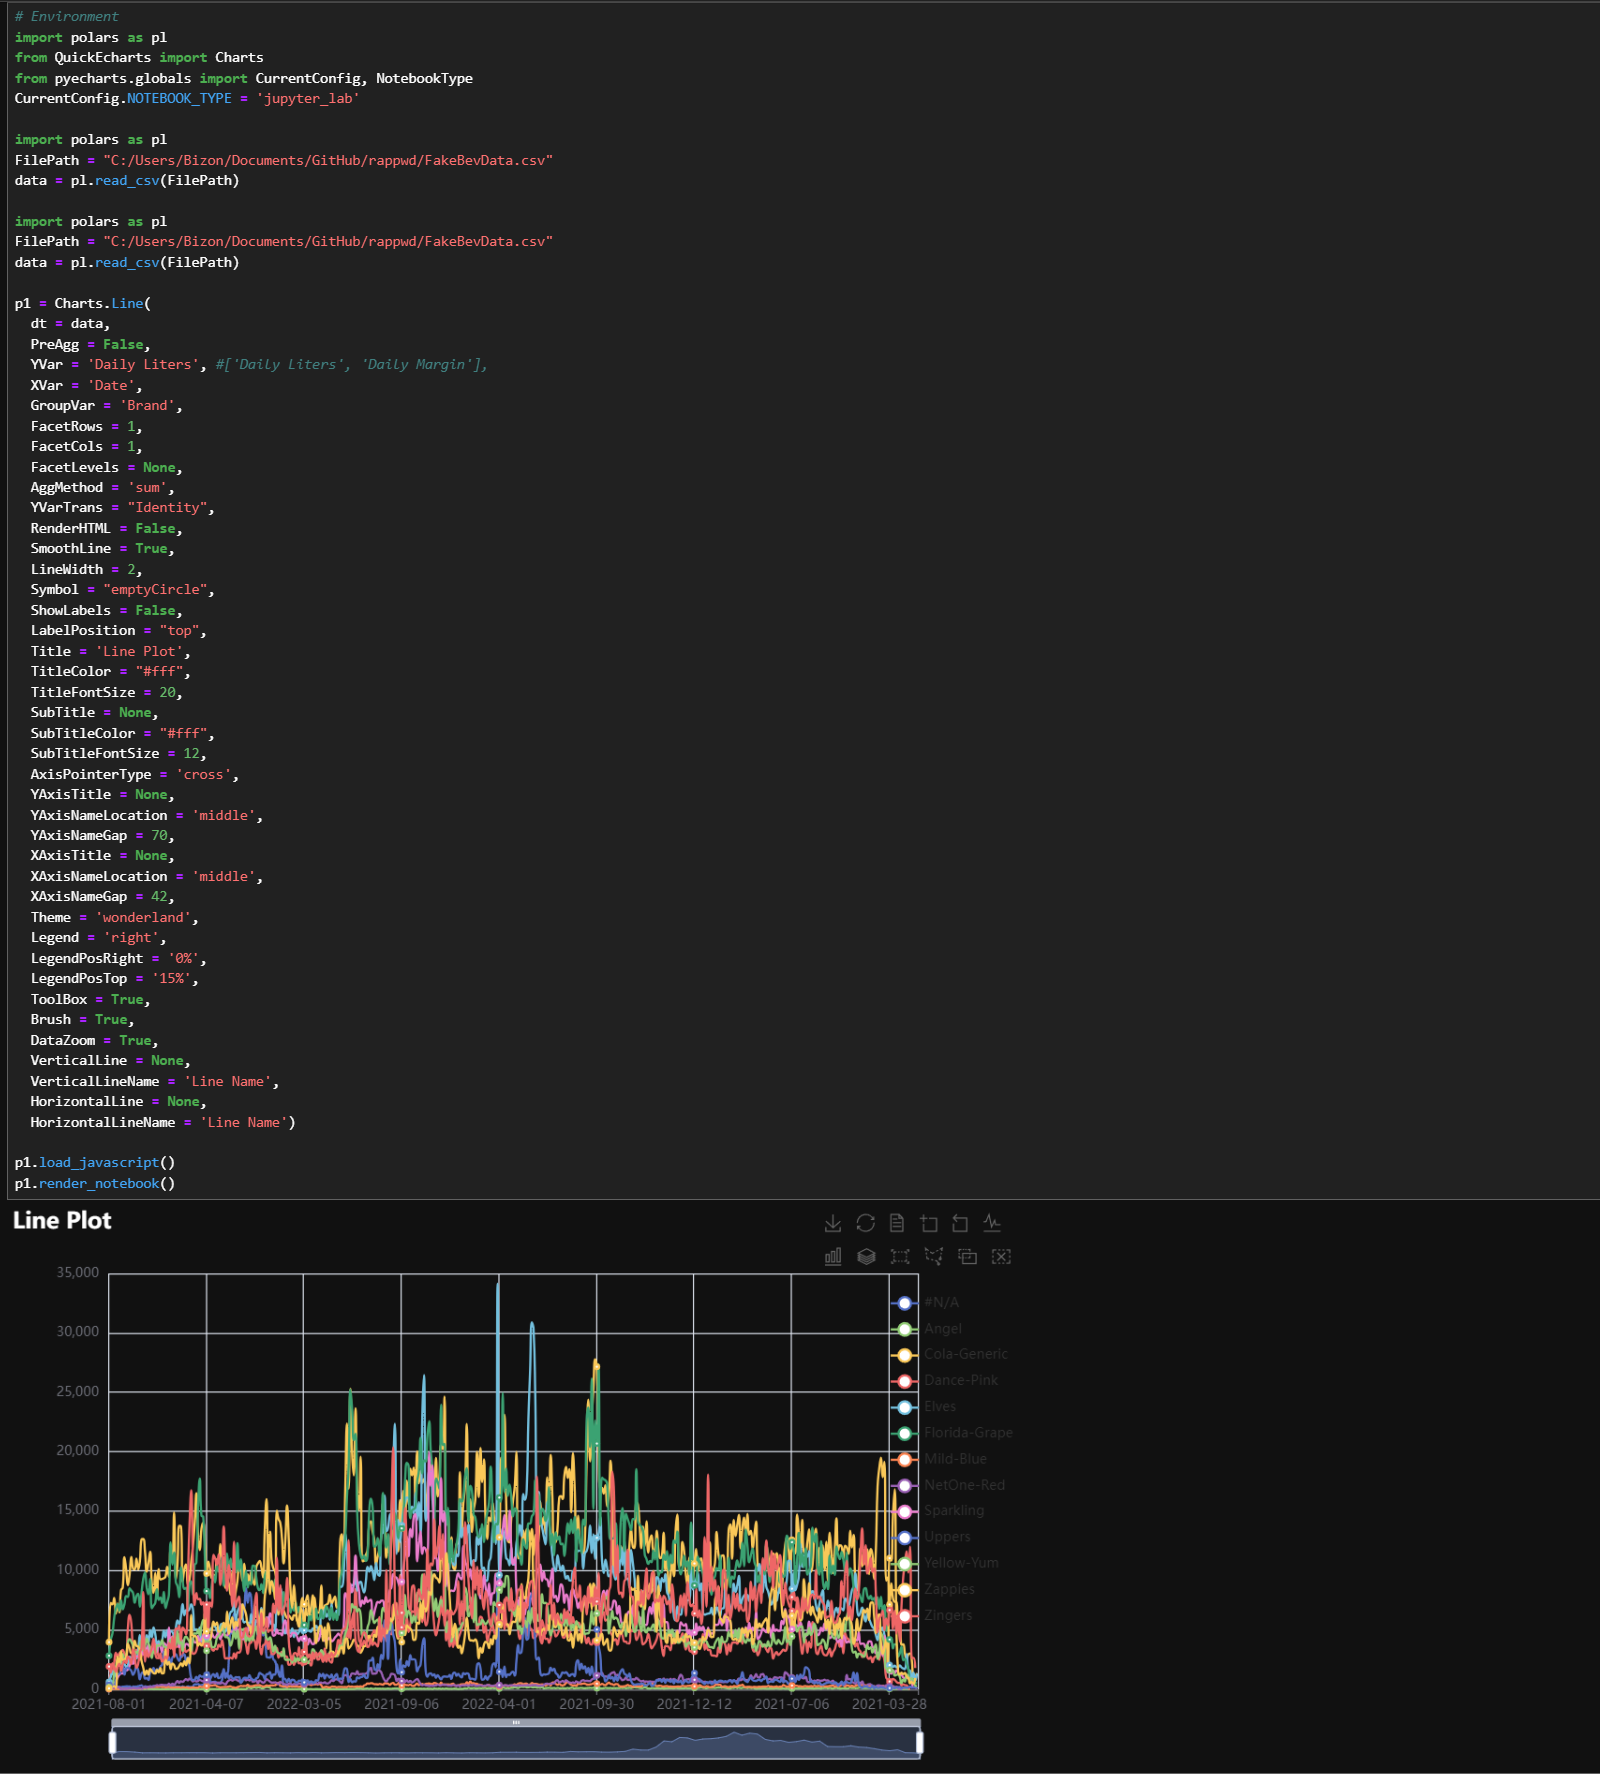 # Environment
import polars as pl
from QuickEcharts import Charts
from pyecharts.globals import CurrentConfig, NotebookType
CurrentConfig.NOTEBOOK_TYPE = 'jupyter_lab'
import polars as pl
FilePath = "C:/Users/Bizon/Documents/GitHub/rappwd/FakeBevData.csv"
data = pl.read_csv(FilePath)
import polars as pl
FilePath = "C:/Users/Bizon/Documents/GitHub/rappwd/FakeBevData.csv"
data = pl.read_csv(FilePath)
p1 = Charts.Line(
dt = data,
PreAgg = False,
YVar = 'Daily Liters', #['Daily Liters', 'Daily Margin'],
XVar = 'Date',
GroupVar = 'Brand',
FacetRows = 1,
FacetCols = 1,
FacetLevels = None,
AggMethod = 'sum',
YVarTrans = "Identity",
RenderHTML = False,
SmoothLine = True,
LineWidth = 2,
Symbol = "emptyCircle",
ShowLabels = False,
LabelPosition = "top",
Title = 'Line Plot',
TitleColor = "#fff",
TitleFontSize = 20,
SubTitle = None,
SubTitleColor = "#fff",
SubTitleFontSize = 12,
AxisPointerType = 'cross',
YAxisTitle = None,
YAxisNameLocation = 'middle',
YAxisNameGap = 70,
XAxisTitle = None,
XAxisNameLocation = 'middle',
XAxisNameGap = 42,
Theme = 'wonderland',
Legend = 'right',
LegendPosRight = '0%',
LegendPosTop = '15%',
ToolBox = True,
Brush = True,
DataZoom = True,
VerticalLine = None,
VerticalLineName = 'Line Name',
HorizontalLine = None,
HorizontalLineName = 'Line Name')
p1.load_javascript()
p1.render_notebook()
Line Plot
35,000
30,000
25,000
20,000
15,000
10,000
5,000
0
2021-08-01 2021-04-07 2022-03-05 2021-09-06 2022-04-01 2021-09-30 2021-12-12 2021-07-06 2021-03-28
#N/A
Angel
Cola-Generic
Dance-Pink
Elves
Florida-Grape
Mild-Blue
NetOne-Red
Sparkling
Uppers
Yellow-Yum
Zapples
Zingers